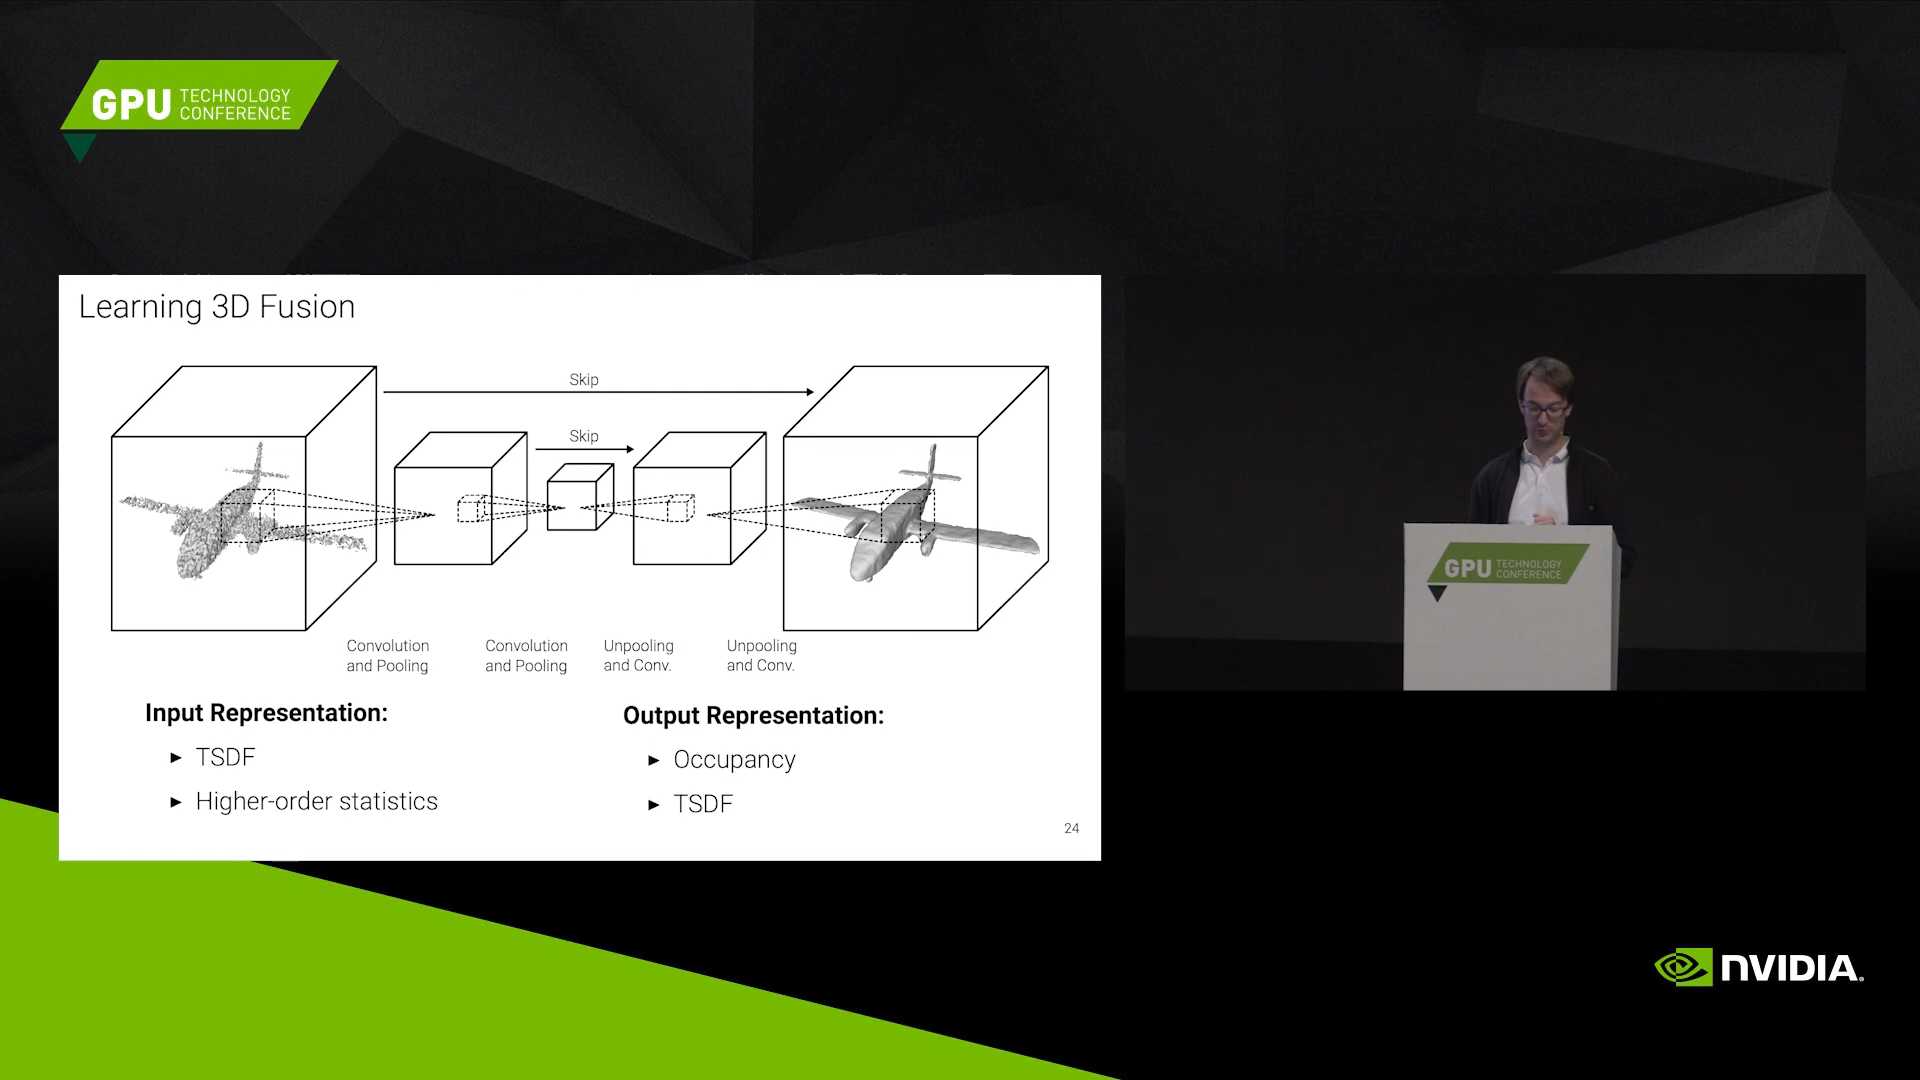 GPU TECHNOLOGY
CONFERENCE
Learning 3D Fusion
Skip
Skip
Convolution
and Pooling
Convolution
and Pooling
Unpooling
and Conv.
Unpooling
and Conv.
Input Representation:
► TSDF
► Higher-order statistics
Output Representation:
► Occupancy
► TSDF
24
GPU TECHNOLOGY
CONFERENCE
NVIDIA.